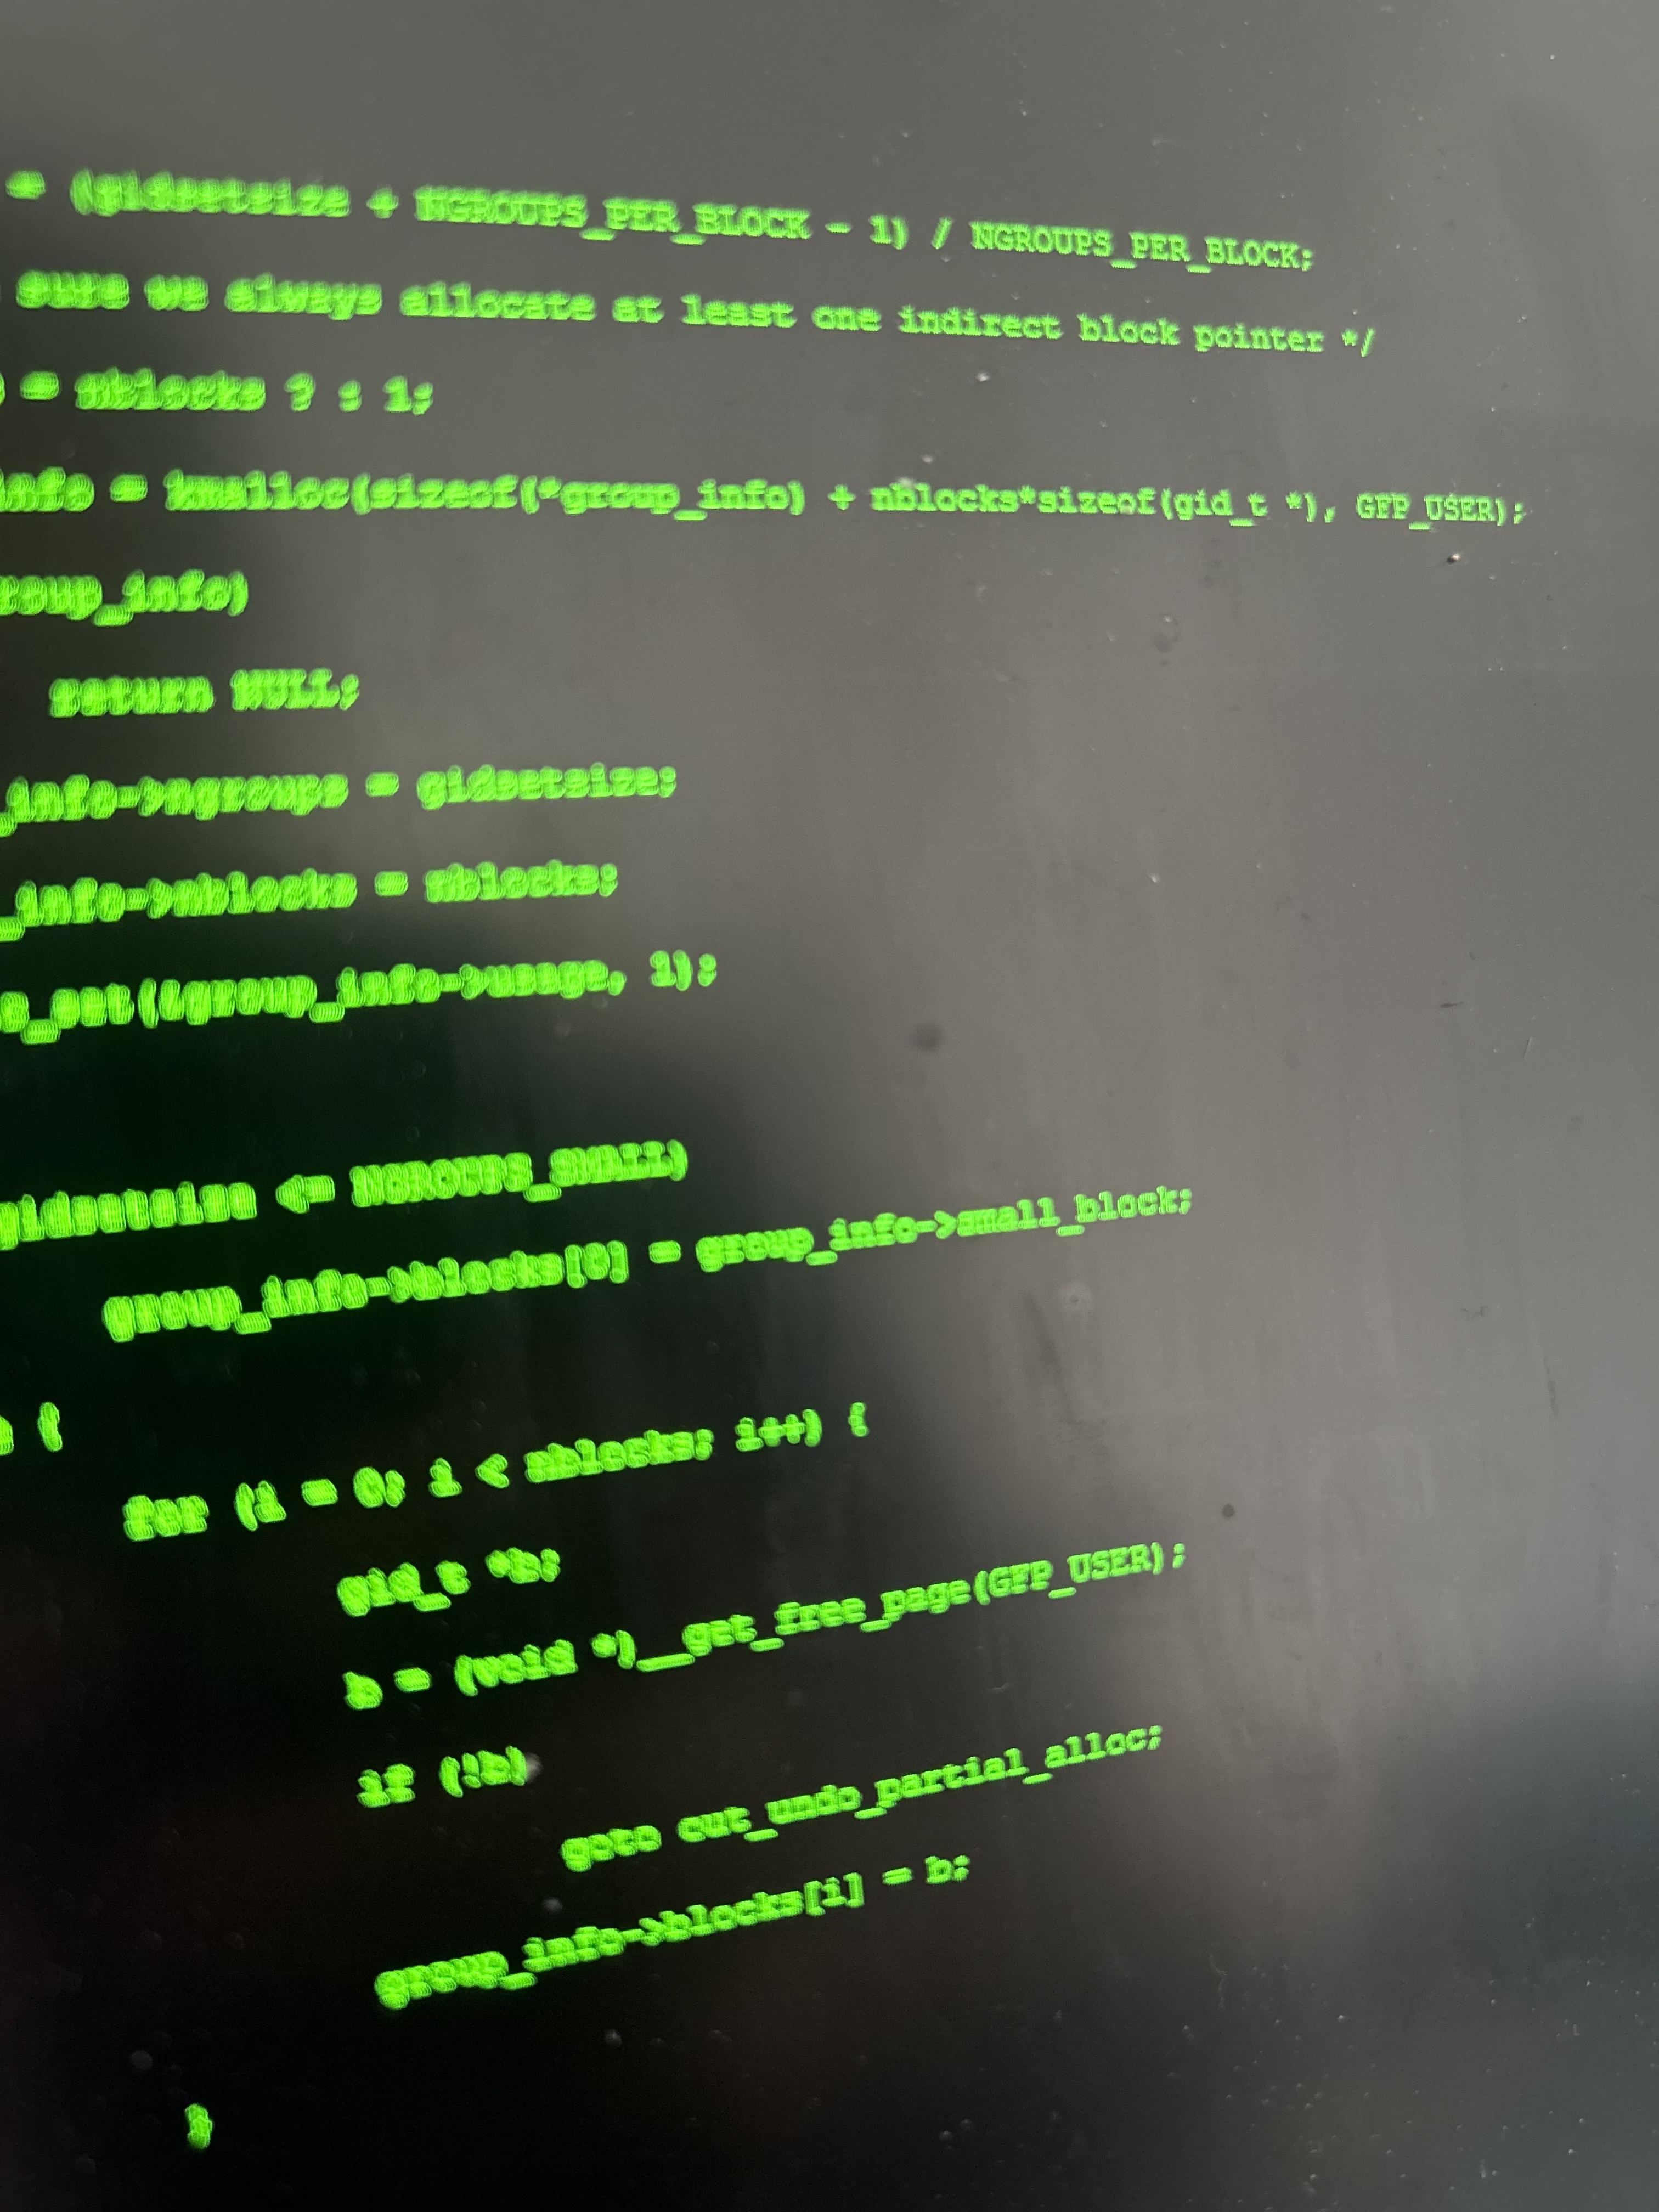 = (gidsetsize + NGROUPS_PER_BLOCK - 1) / NGROUPS_PER_BLOCK;
sure we always allocate at least one indirect block pointer */
= nblocks ? : 1;
info = kmalloc(sizeof(*group_info) + nblocks*sizeof(gid_t *), GFP_USER);
roup_info)
return NULL;
_info->ngroups = gidsetsize;
_info->nblocks = nblocks;
c_set(&group_info->usage, 1);
gidsetsize <= NGROUPS_SMALL)
group_info->blocks[0] = group_info->small_block;
{
for (i = 0; i < nblocks; i++) {
gid_t *b;
b = (void *)__get_free_page(GFP_USER);
if (!b)
goto out_undo_partial_alloc;
group_info->blocks[i] = b;
}